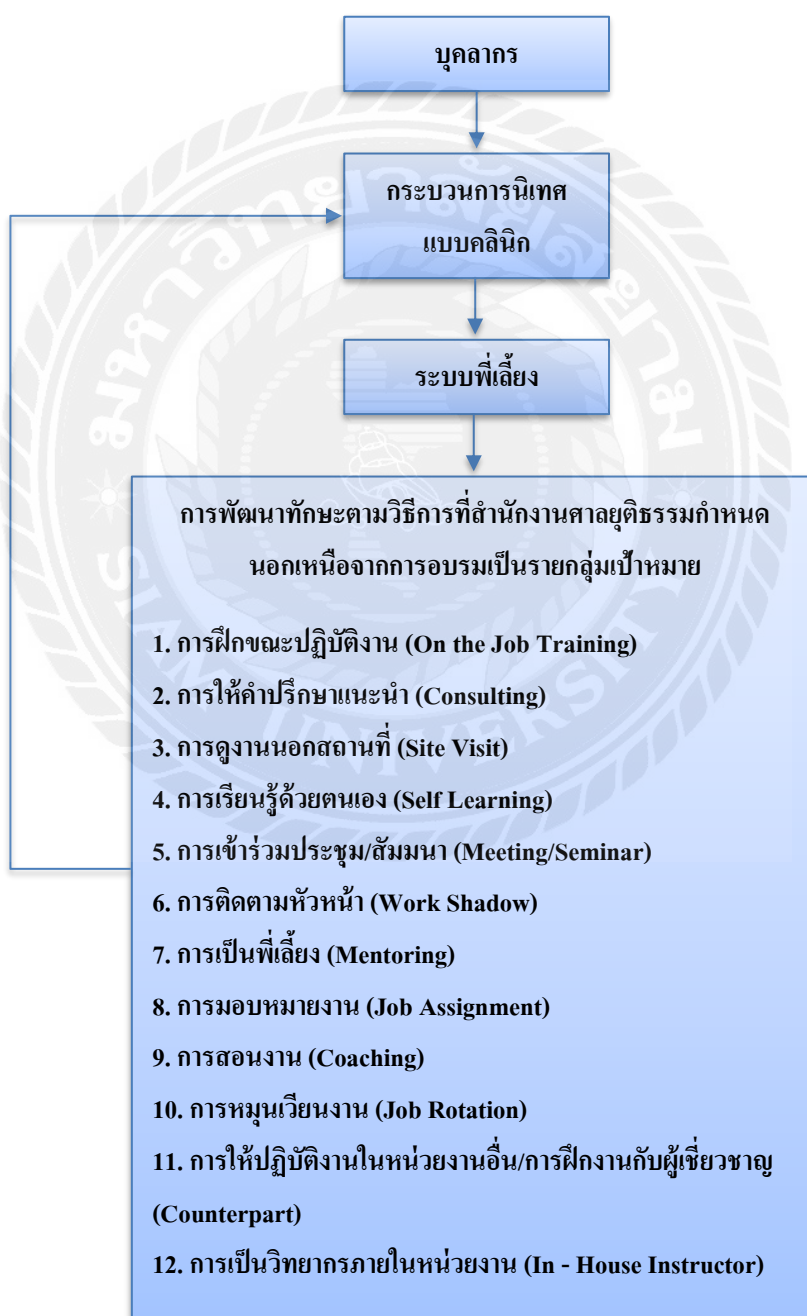 บุคลากร
กระบวนการนิเทศ
แบบคลินิก
ระบบพี่เลี้ยง
การพัฒนาทักษะตามวิธีการที่สำนักงานศาลยุติธรรมกำหนด
นอกเหนือจากการอบรมเป็นรายกลุ่มเป้าหมาย
1. การฝึกขณะปฏิบัติงาน (On the Job Training)
2. การให้คำปรึกษาแนะนำ (Consulting)
3. การดูงานนอกสถานที่ (Site Visit)
4. การเรียนรู้ด้วยตนเอง (Self Learning)
5. การเข้าร่วมประชุม/สัมมนา (Meeting/Seminar)
6. การติดตามหัวหน้า (Work Shadow)
7. การเป็นพี่เลี้ยง (Mentoring)
8. การมอบหมายงาน (Job Assignment)
9. การสอนงาน (Coaching)
10. การหมุนเวียนงาน (Job Rotation)
11. การให้ปฏิบัติงานในหน่วยงานอื่น/การฝึกงานกับผู้เชี่ยวชาญ
(Counterpart)
12. การเป็นวิทยากรภายในหน่วยงาน (In - House Instructor)
มหาวิทยาลัยสยาม
SIAM UNIVERSITY